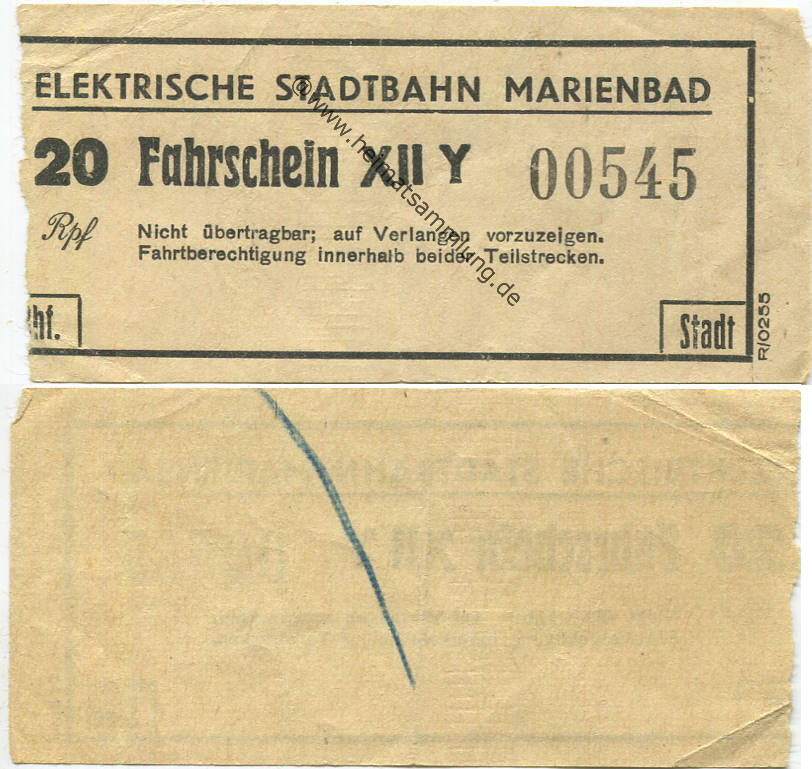 ELEKTRISCHE STADTBAHN MARIENBAD
20 Fahrschein XII Y 00545
Rpf
Nicht übertragbar; auf Verlangen vorzuzeigen.
Fahrtberechtigung innerhalb beider Teilstrecken.
hf. Stadt
R/0255
@www.heimatsammlung.de